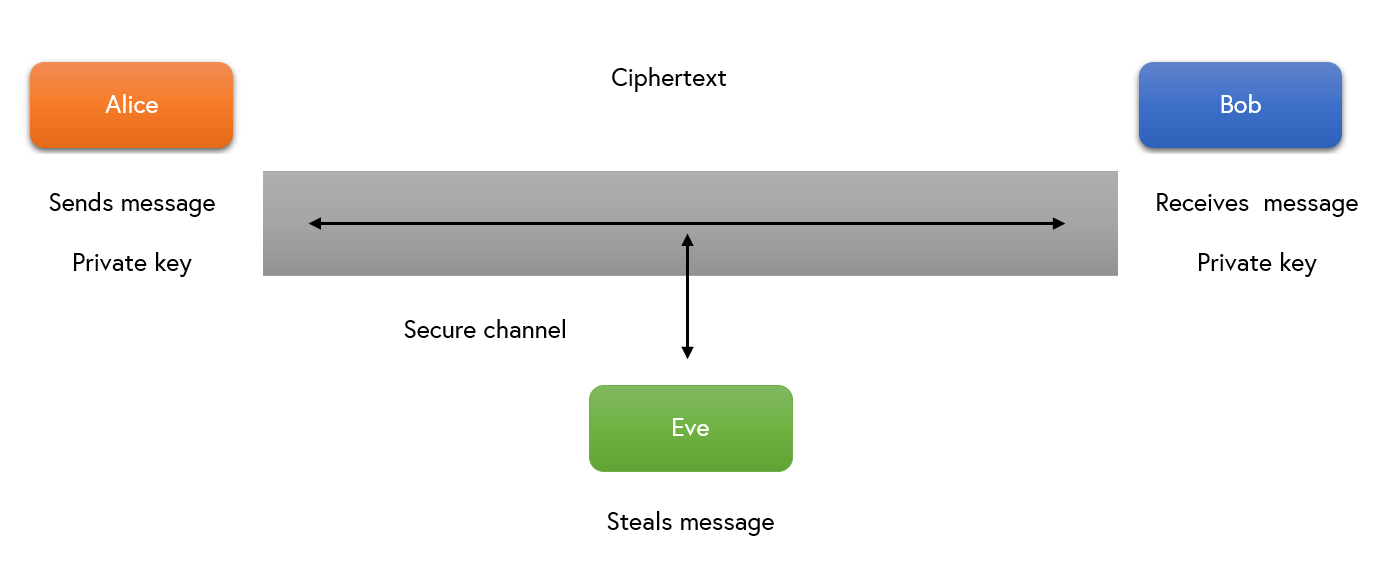 Ciphertext
Alice
Bob
Sends message
Receives  message
Private key
Private key
Secure channel
Eve
Steals message